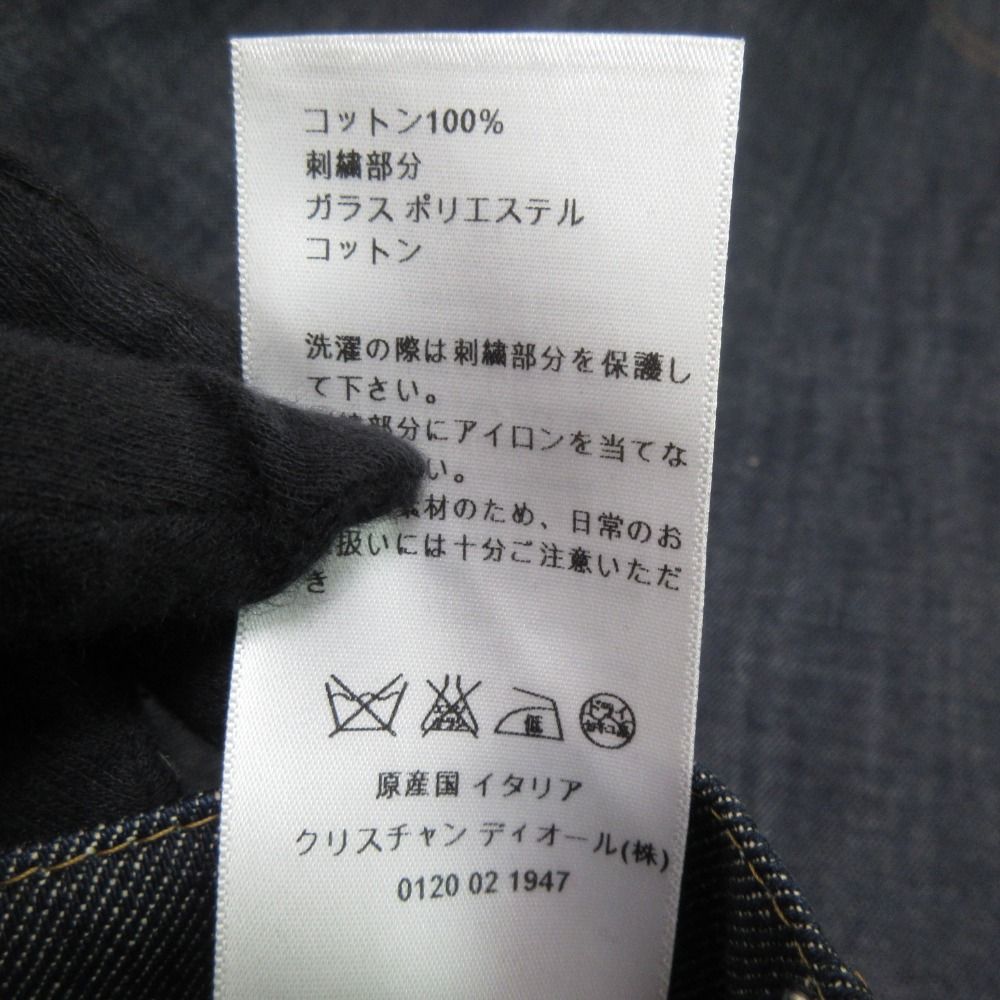 コットン100%
刺繍部分
ガラス ポリエステル
コットン
洗濯の際は刺繍部分を保護し
て下さい。
部分にアイロンを当てな
い。
素材のため、日常のお
扱いには十分ご注意いただ
き
低
ドライ
原産国 イタリア
クリスチャン ディオール(株)
0120 02 1947